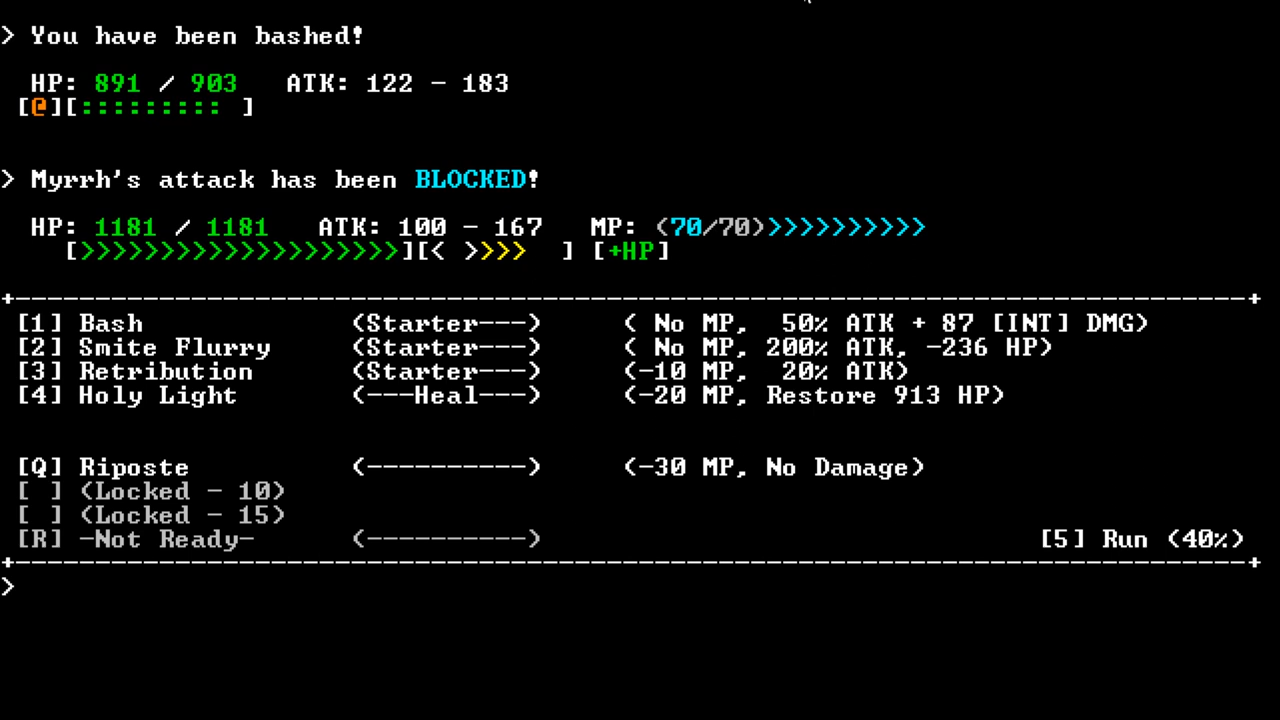 > You have been bashed!
HP: 891 / 903   ATK: 122 - 183
[@][::::::::: ]
> Myrrh's attack has been BLOCKED!
HP: 1181 / 1181   ATK: 100 - 167   MP: (70/70)>>>>>>>>>>
[>>>>>>>>>>>>>>>>>>>>][< >>>>  ] [+HP]
[1] Bash (Starter---) ( No MP,  50% ATK + 87 [INT] DMG)
[2] Smite Flurry (Starter---) ( No MP, 200% ATK, -236 HP)
[3] Retribution (Starter---) (-10 MP,  20% ATK)
[4] Holy Light (---Heal---) (-20 MP, Restore 913 HP)
[Q] Riposte (----------) (-30 MP, No Damage)
[ ] (Locked - 10)
[ ] (Locked - 15)
[R] -Not Ready- (----------) [5] Run (40%)
>